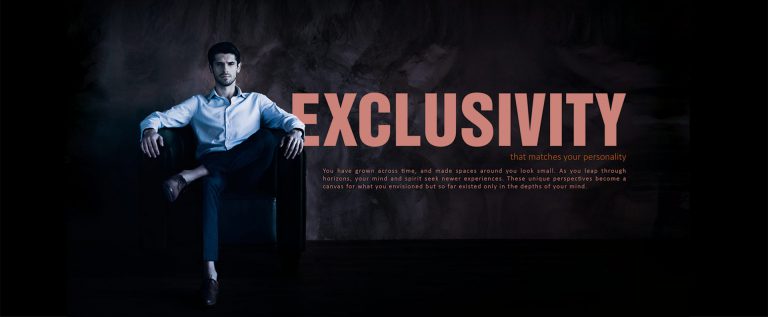 EXCLUSIVITY
that matches your personality
You have grown across time, and made spaces around you look small. As you leap through
horizons, your mind and spirit seek newer experiences. These unique perspectives become a
canvas for what you envisioned but so far existed only in the depths of your mind.